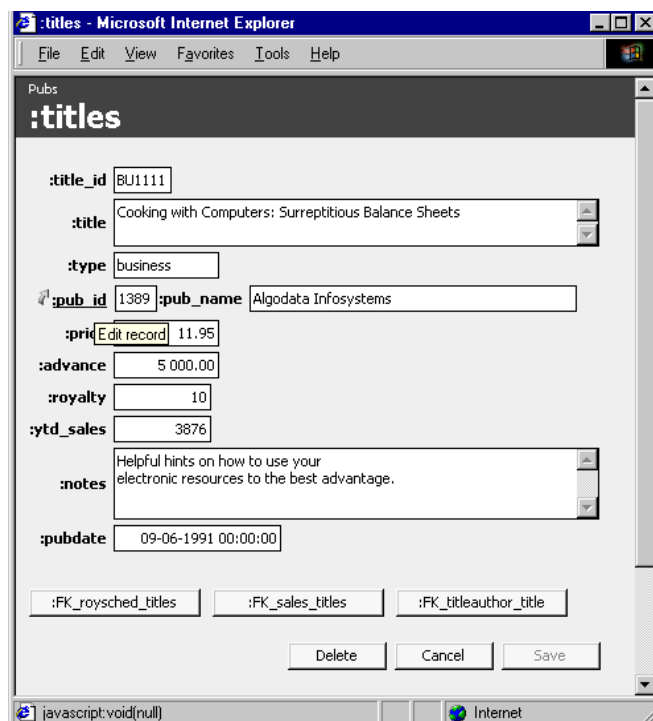 :titles - Microsoft Internet Explorer
File Edit View Favorites Tools Help
Pubs
:titles
:title_id BU1111
:title Cooking with Computers: Surreptitious Balance Sheets
:type business
:pub_id 1389 :pub_name Algodata Infosystems
:pric Edit record 11.95
:advance 5 000.00
:royalty 10
:ytd_sales 3876
:notes Helpful hints on how to use your
electronic resources to the best advantage.
:pubdate 09-06-1991 00:00:00
:FK_roysched_titles :FK_sales_titles :FK_titleauthor_title
Delete Cancel Save
javascript:void(null) Internet